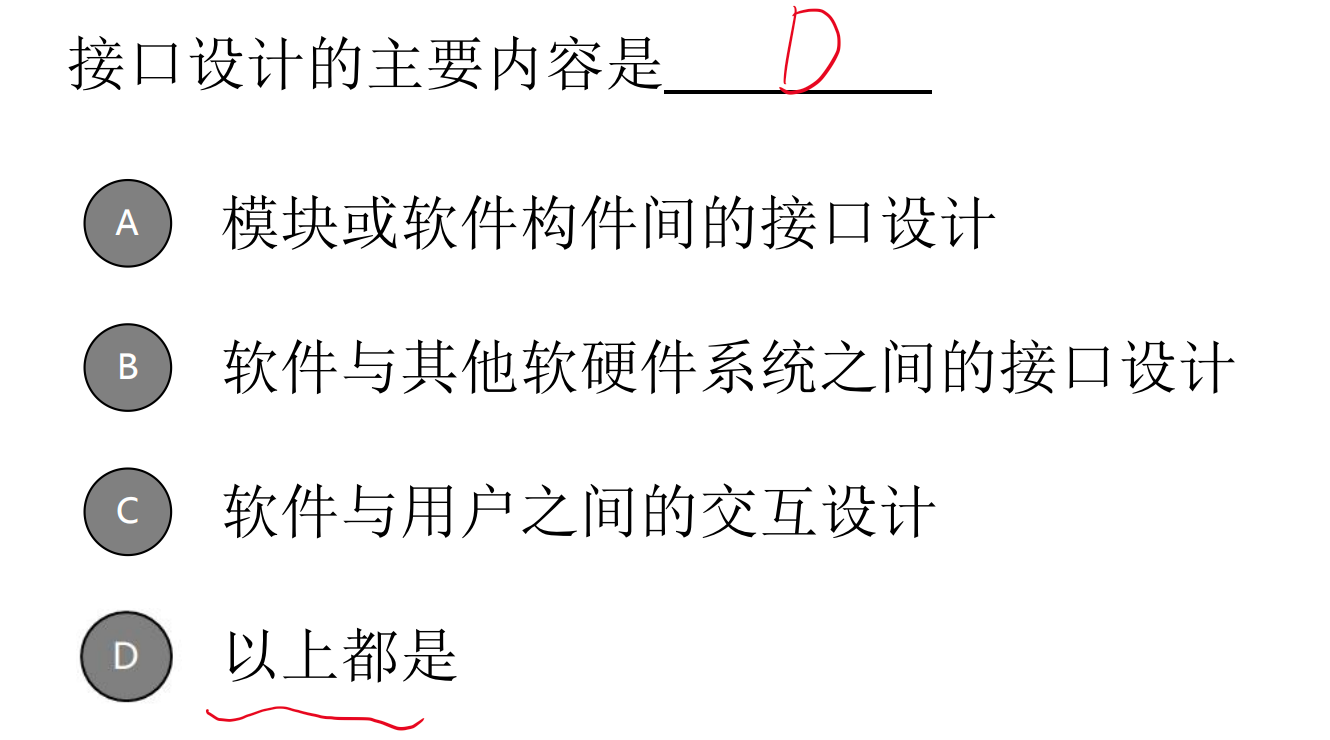 接口设计的主要内容是 D
A 模块或软件构件间的接口设计
B 软件与其他软硬件系统之间的接口设计
C 软件与用户之间的交互设计
D 以上都是